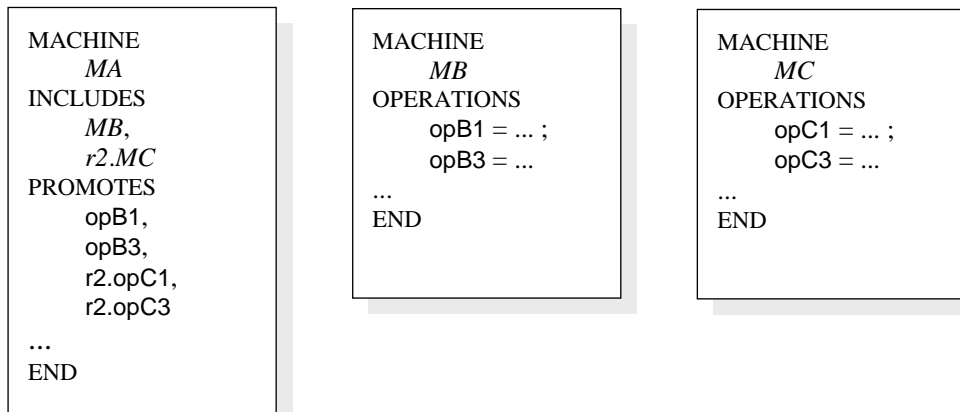 MACHINE
MA
INCLUDES
MB,
r2.MC
PROMOTES
opB1,
opB3,
r2.opC1,
r2.opC3
...
END
MACHINE
MB
OPERATIONS
opB1 = ... ;
opB3 = ...
...
END
MACHINE
MC
OPERATIONS
opC1 = ... ;
opC3 = ...
...
END